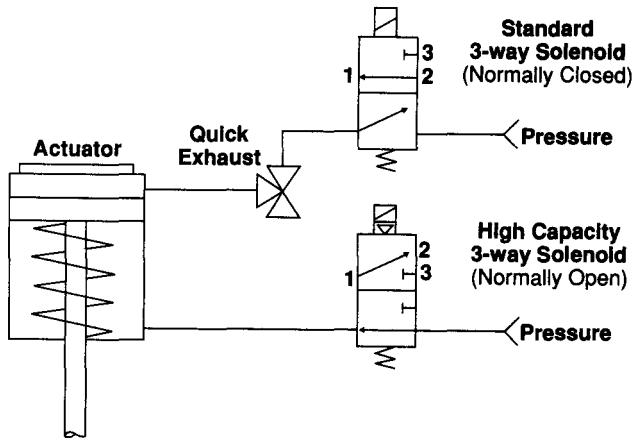 Standard
3-way Solenoid
(Normally Closed)
3
1
2
Quick
Exhaust
Actuator
Pressure
High Capacity
3-way Solenoid
(Normally Open)
2
1
3
Pressure